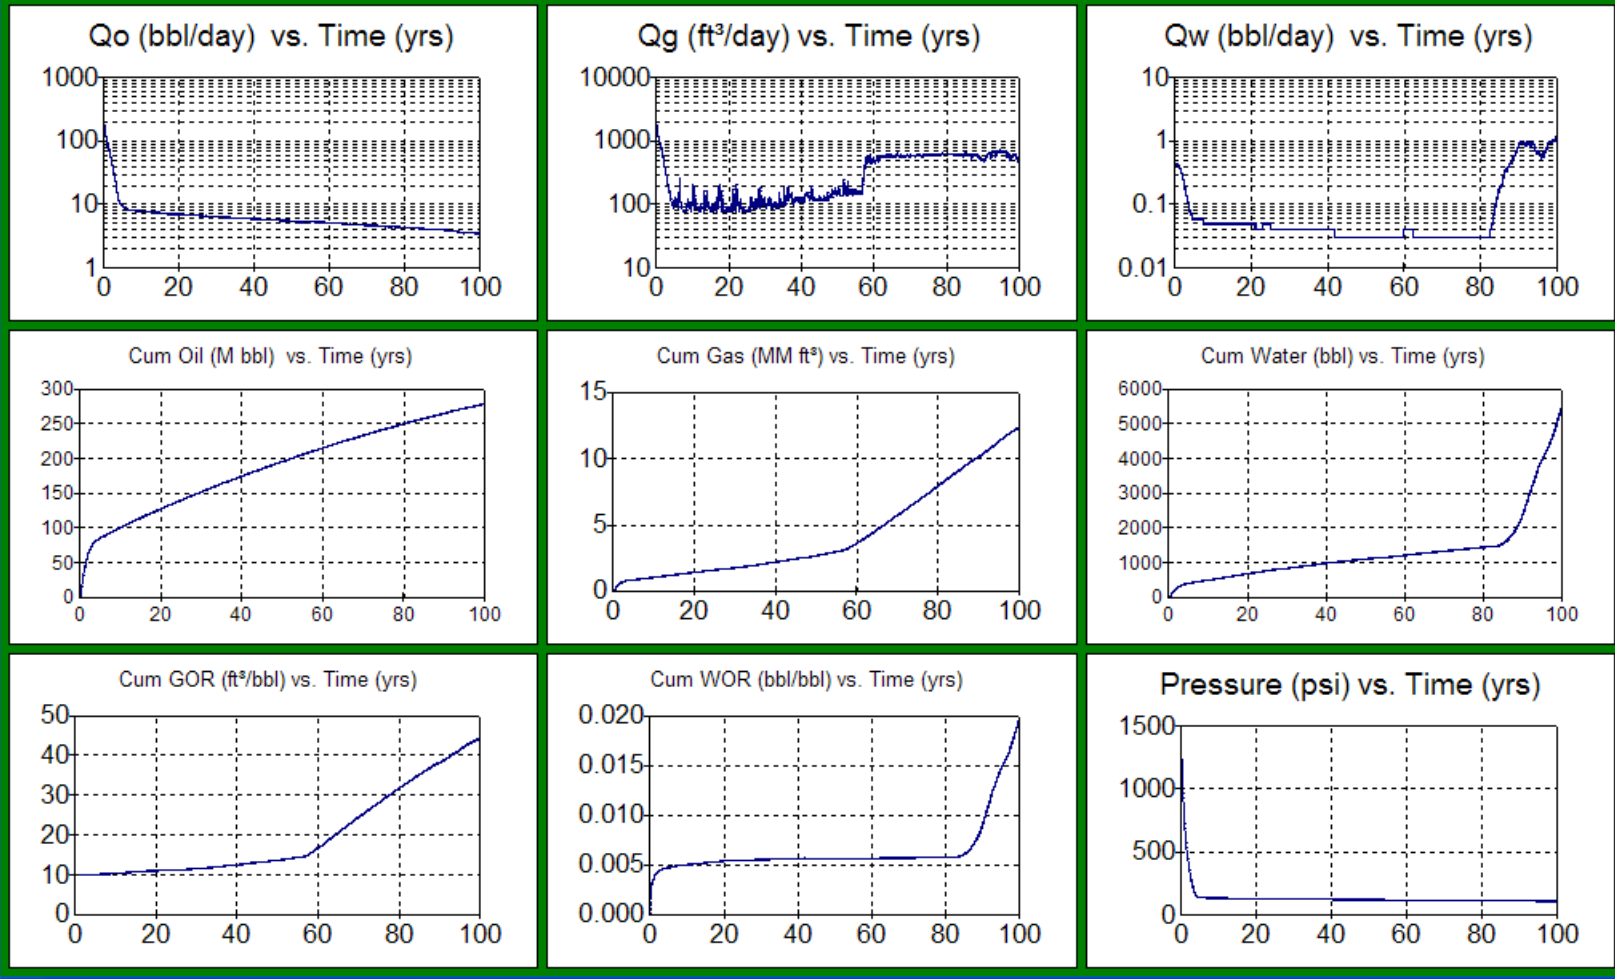 Qo (bbl/day)  vs. Time (yrs)
1000
100
10
1
0 20 40 60 80 100
Qg (ft³/day) vs. Time (yrs)
10000
1000
100
10
0 20 40 60 80 100
Qw (bbl/day)  vs. Time (yrs)
10
1
0.1
0.01
0 20 40 60 80 100
Cum Oil (M bbl)  vs. Time (yrs)
300
250
200
150
100
50
0
0 20 40 60 80 100
Cum Gas (MM ft³) vs. Time (yrs)
15
10
5
0
0 20 40 60 80 100
Cum Water (bbl) vs. Time (yrs)
6000
5000
4000
3000
2000
1000
0
0 20 40 60 80 100
Cum GOR (ft³/bbl) vs. Time (yrs)
50
40
30
20
10
0
0 20 40 60 80 100
Cum WOR (bbl/bbl) vs. Time (yrs)
0.020
0.015
0.010
0.005
0.000
0 20 40 60 80 100
Pressure (psi) vs. Time (yrs)
1500
1000
500
0
0 20 40 60 80 100